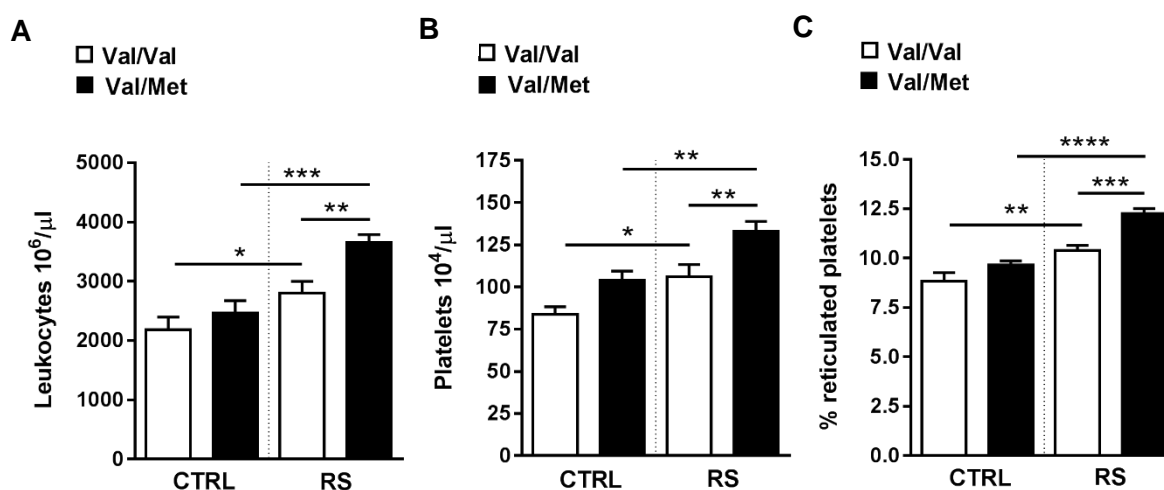 A
Val/Val
Val/Met
Leukocytes 10⁶/µl
5000
4000
3000
2000
1000
0
*
***
**
CTRL
RS
B
Val/Val
Val/Met
Platelets 10⁴/µl
175
150
125
100
75
50
25
0
*
**
**
CTRL
RS
C
Val/Val
Val/Met
% reticulated platelets
15.0
12.5
10.0
7.5
5.0
2.5
0.0
**
****
***
CTRL
RS